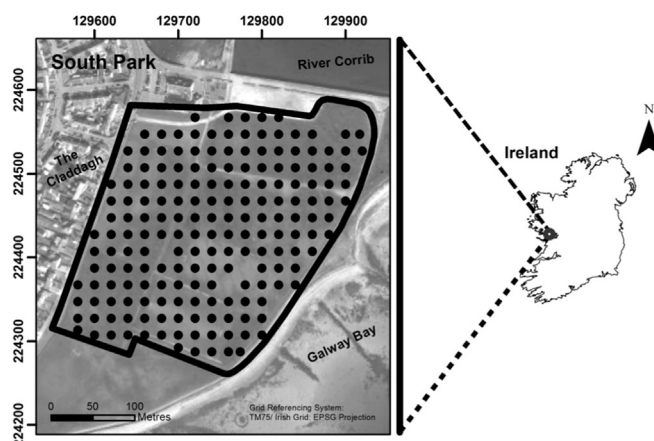 129600 129700 129800 129900
South Park
River Corrib
224600
224500
The Claddagh
224400
224300
224200
Galway Bay
0 50 100
Metres
Grid Referencing System:
TM75/ Irish Grid: EPSG Projection
N
Ireland